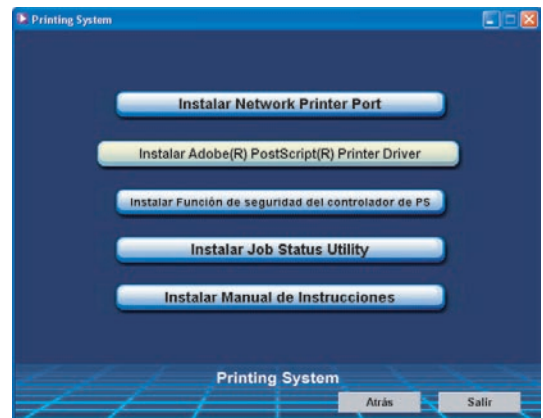 Printing System
Instalar Network Printer Port
Instalar Adobe(R) PostScript(R) Printer Driver
Instalar Función de seguridad del controlador de PS
Instalar Job Status Utility
Instalar Manual de Instrucciones
Printing System
Atrás
Salir